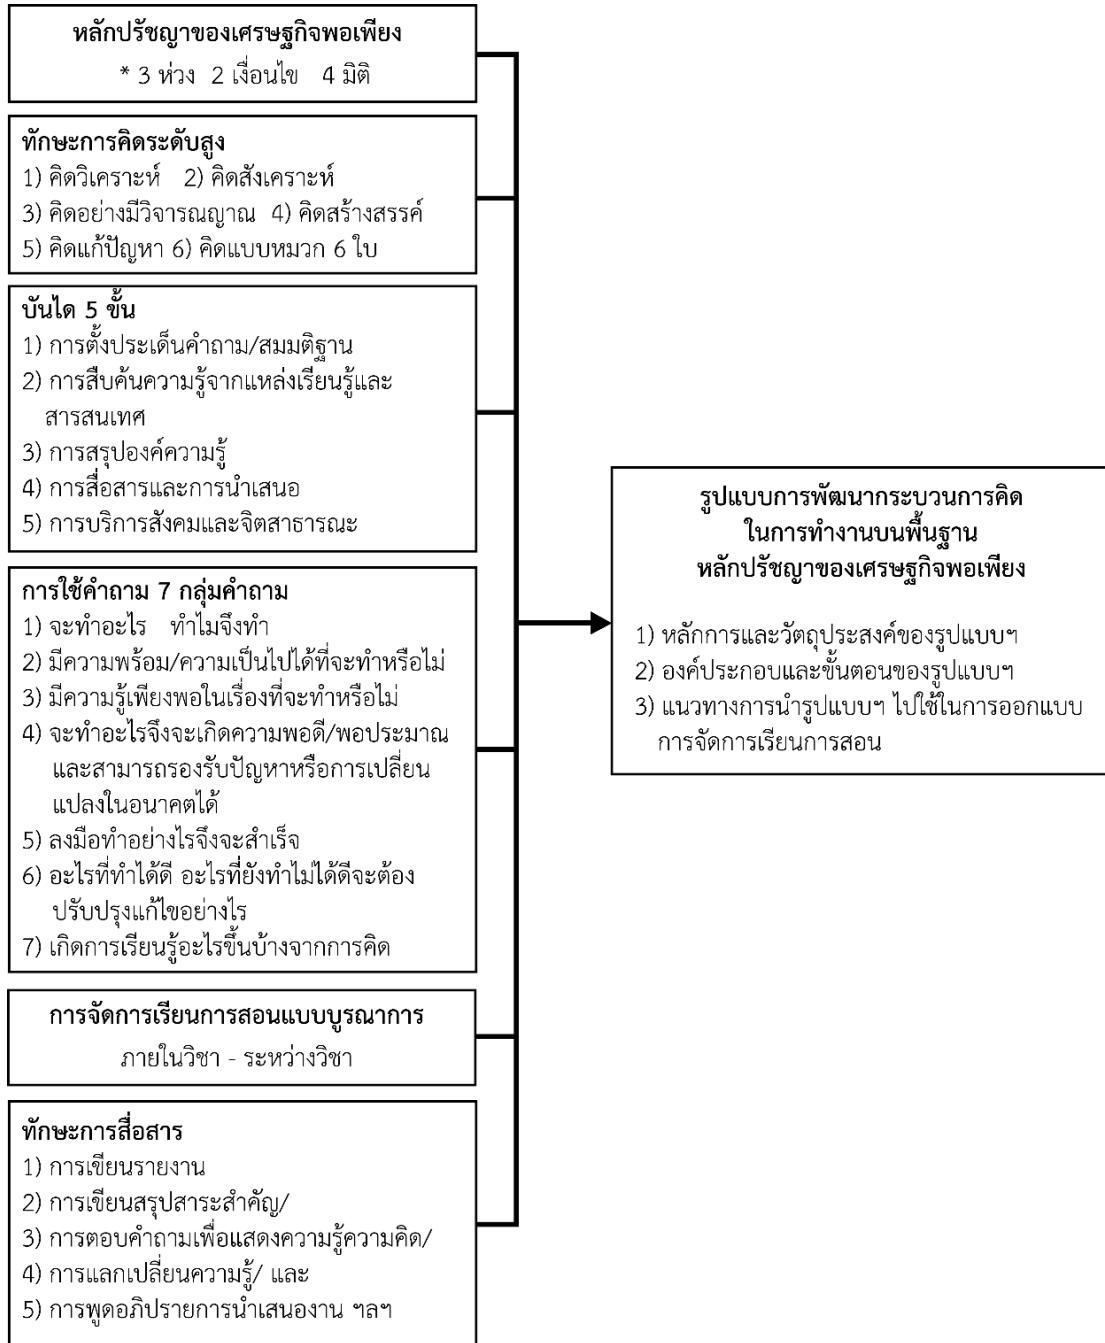 หลักปรัชญาของเศรษฐกิจพอเพียง
* 3 ห่วง 2 เงื่อนไข 4 มิติ
ทักษะการคิดระดับสูง
1) คิดวิเคราะห์ 2) คิดสังเคราะห์
3) คิดอย่างมีวิจารณญาณ 4) คิดสร้างสรรค์
5) คิดแก้ปัญหา 6) คิดแบบหมวก 6 ใบ
บันได 5 ขั้น
1) การตั้งประเด็นคำถาม/สมมติฐาน
2) การสืบค้นความรู้จากแหล่งเรียนรู้และ
สารสนเทศ
3) การสรุปองค์ความรู้
4) การสื่อสารและการนำเสนอ
5) การบริการสังคมและจิตสาธารณะ
การใช้คำถาม 7 กลุ่มคำถาม
1) จะทำอะไร ทำไมจึงทำ
2) มีความพร้อม/ความเป็นไปได้ที่จะทำหรือไม่
3) มีความรู้เพียงพอในเรื่องที่จะทำหรือไม่
4) จะทำอะไรจึงจะเกิดความพอดี/พอประมาณ
และสามารถรองรับปัญหาหรือการเปลี่ยน
แปลงในอนาคตได้
5) ลงมือทำอย่างไรจึงจะสำเร็จ
6) อะไรที่ทำได้ดี อะไรที่ยังทำไม่ได้ดีจะต้อง
ปรับปรุงแก้ไขอย่างไร
7) เกิดการเรียนรู้อะไรขึ้นบ้างจากการคิด
การจัดการเรียนการสอนแบบบูรณาการ
ภายในวิชา - ระหว่างวิชา
ทักษะการสื่อสาร
1) การเขียนรายงาน
2) การเขียนสรุปสาระสำคัญ/
3) การตอบคำถามเพื่อแสดงความรู้ความคิด/
4) การแลกเปลี่ยนความรู้/ และ
5) การพูดอภิปรายการนำเสนองาน ฯลฯ
รูปแบบการพัฒนากระบวนการคิด
ในการทำงานบนพื้นฐาน
หลักปรัชญาของเศรษฐกิจพอเพียง
1) หลักการและวัตถุประสงค์ของรูปแบบฯ
2) องค์ประกอบและขั้นตอนของรูปแบบฯ
3) แนวทางการนำรูปแบบฯ ไปใช้ในการออกแบบ
การจัดการเรียนการสอน